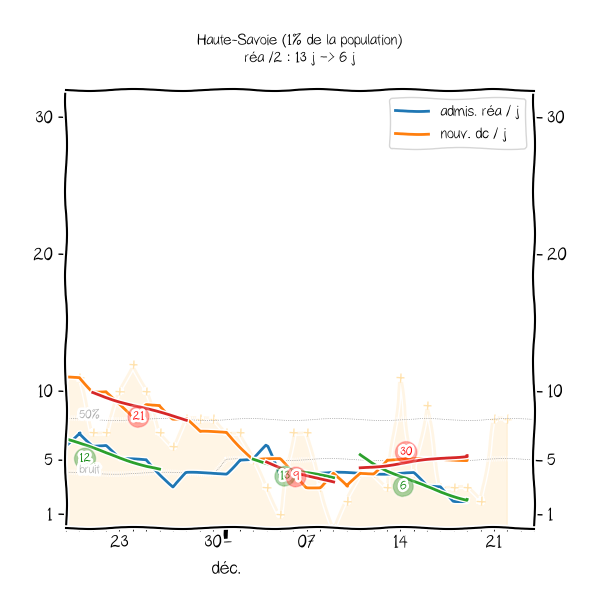 Haute-Savoie (1% de la population)
réa /2 : 13 j -> 6 j
admis. réa / j
nouv. dc / j
30 30
20 20
10 10
50%
21
30
5 5
12
bruit
13 9
6
1 1
23 30 07 14 21
déc.